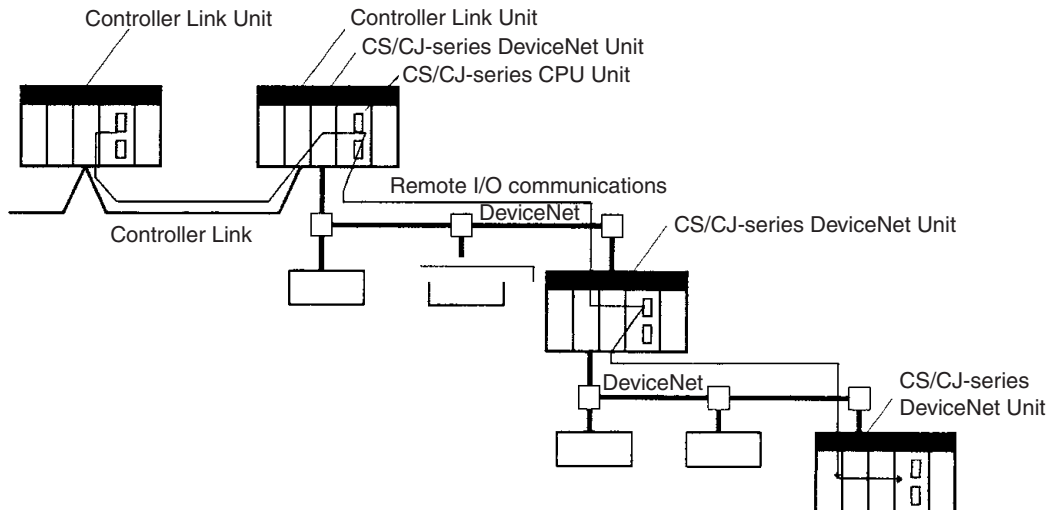 Controller Link Unit
Controller Link Unit
CS/CJ-series DeviceNet Unit
CS/CJ-series CPU Unit
Remote I/O communications
DeviceNet
Controller Link
CS/CJ-series DeviceNet Unit
DeviceNet
CS/CJ-series
DeviceNet Unit